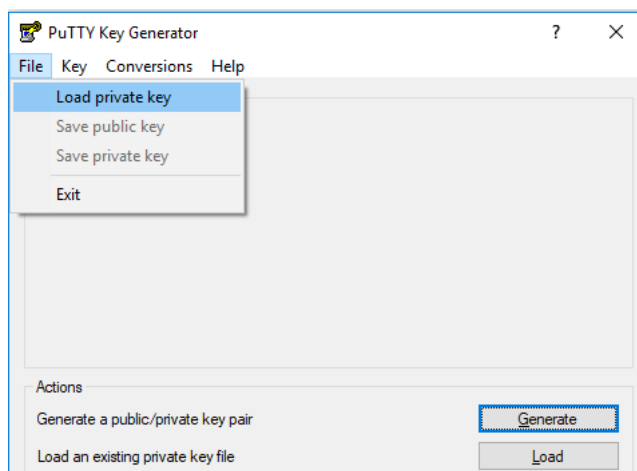 PuTTY Key Generator ?
File Key Conversions Help
Load private key
Save public key
Save private key
Exit
Actions
Generate a public/private key pair Generate
Load an existing private key file Load